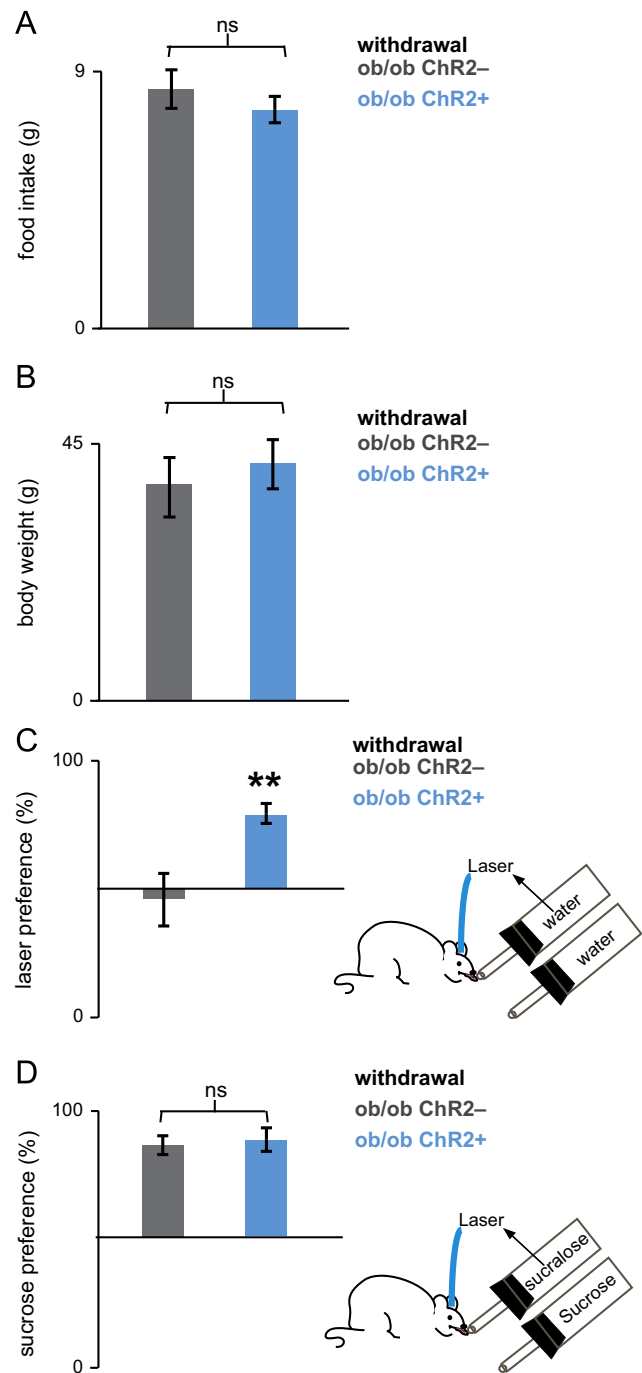 A
ns
withdrawal
ob/ob ChR2–
ob/ob ChR2+
9
food intake (g)
0
B
ns
withdrawal
ob/ob ChR2–
ob/ob ChR2+
45
body weight (g)
0
C
withdrawal
ob/ob ChR2–
ob/ob ChR2+
100
**
laser preference (%)
0
Laser
water
water
D
withdrawal
ob/ob ChR2–
ob/ob ChR2+
100
ns
sucrose preference (%)
0
Laser
sucralose
Sucrose